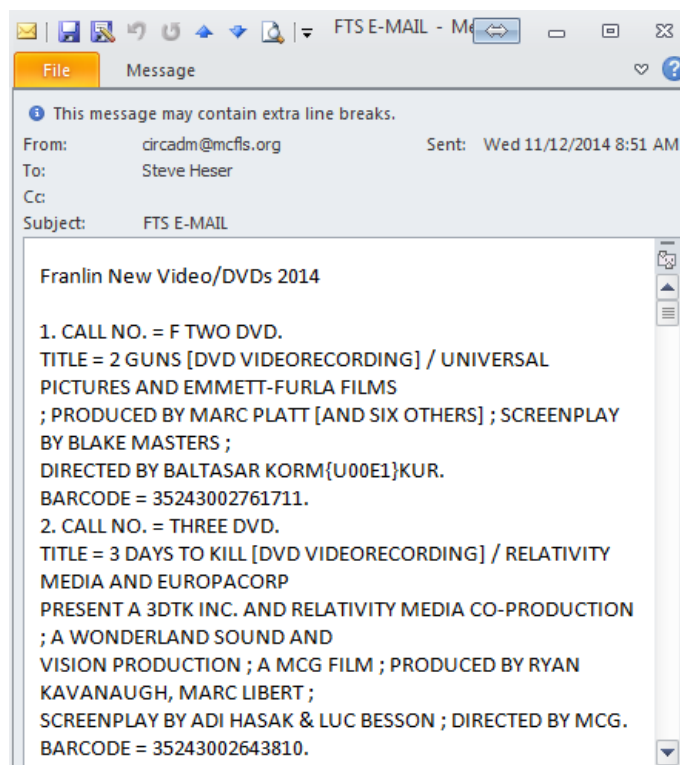 FTS E-MAIL - Me
File Message
This message may contain extra line breaks.
From: circadm@mcfls.org Sent: Wed 11/12/2014 8:51 AM
To: Steve Heser
Cc:
Subject: FTS E-MAIL
Franlin New Video/DVDs 2014
1. CALL NO. = F TWO DVD.
TITLE = 2 GUNS [DVD VIDEORECORDING] / UNIVERSAL
PICTURES AND EMMETT-FURLA FILMS
; PRODUCED BY MARC PLATT [AND SIX OTHERS] ; SCREENPLAY
BY BLAKE MASTERS ;
DIRECTED BY BALTASAR KORM{U00E1}KUR.
BARCODE = 35243002761711.
2. CALL NO. = THREE DVD.
TITLE = 3 DAYS TO KILL [DVD VIDEORECORDING] / RELATIVITY
MEDIA AND EUROPACORP
PRESENT A 3DTK INC. AND RELATIVITY MEDIA CO-PRODUCTION
; A WONDERLAND SOUND AND
VISION PRODUCTION ; A MCG FILM ; PRODUCED BY RYAN
KAVANAUGH, MARC LIBERT ;
SCREENPLAY BY ADI HASAK & LUC BESSON ; DIRECTED BY MCG.
BARCODE = 35243002643810.